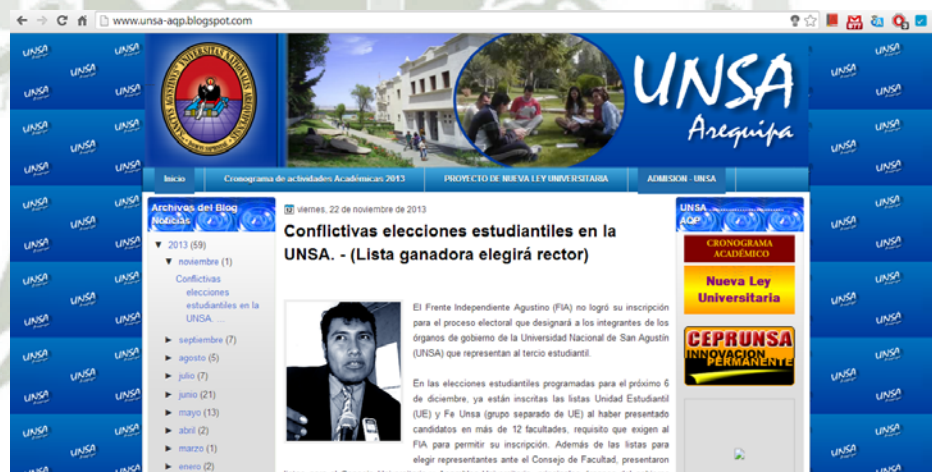 www.unsa-aqp.blogspot.com
UNSA
Arequipa
Inicio
Cronograma de actividades Académicas 2013
PROYECTO DE NUEVA LEY UNIVERSITARIA
ADMISION - UNSA
Archivos del Blog
Noticias
▼ 2013 (59)
▼ noviembre (1)
Conflictivas
elecciones
estudiantiles en la
UNSA. ...
► septiembre (7)
► agosto (5)
► julio (7)
► junio (21)
► mayo (13)
► abril (2)
► marzo (1)
► enero (2)
viernes, 22 de noviembre de 2013
Conflictivas elecciones estudiantiles en la
UNSA. - (Lista ganadora elegirá rector)
El Frente Independiente Agustino (FIA) no logró su inscripción
para el proceso electoral que designará a los integrantes de los
órganos de gobierno de la Universidad Nacional de San Agustín
(UNSA) que representan al tercio estudiantil.
En las elecciones estudiantiles programadas para el próximo 6
de diciembre, ya están inscritas las listas Unidad Estudiantil
(UE) y Fe Unsa (grupo separado de UE) al haber presentado
candidatos en más de 12 facultades, requisito que exigen al
FIA para permitir su inscripción. Además de las listas para
elegir representantes ante el Consejo de Facultad, presentaron
UNSA
AQP
CRONOGRAMA
ACADÉMICO
Nueva Ley
Universitaria
CEPRUNSA
INNOVACION
PERMANENTE